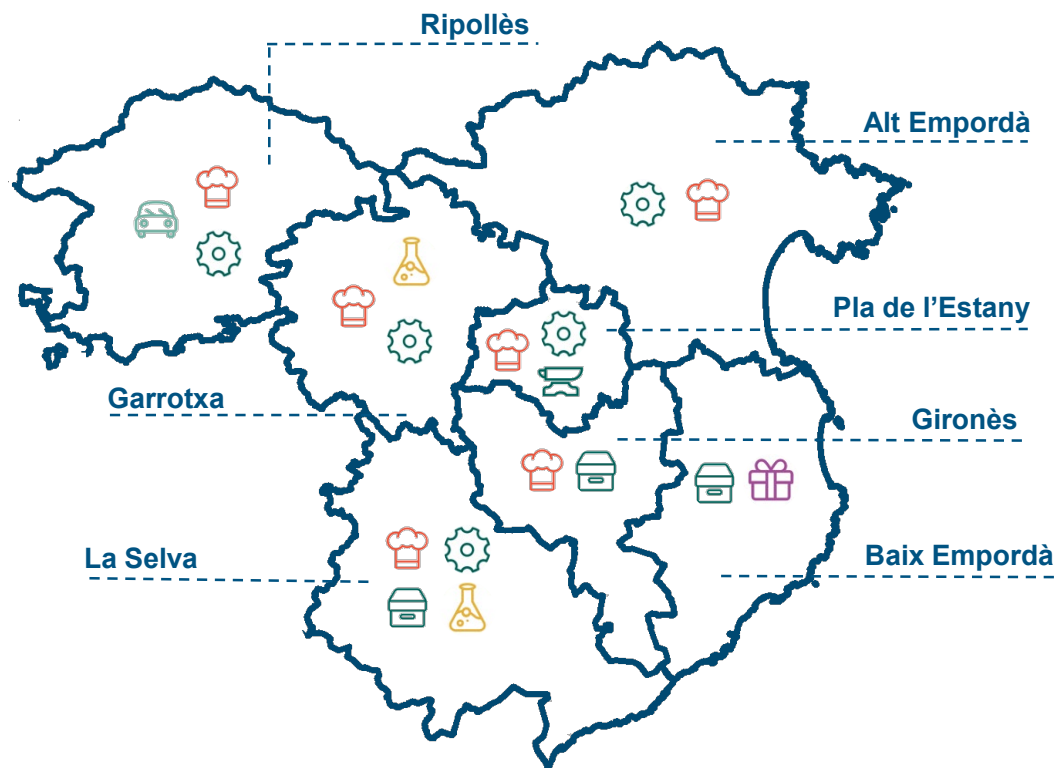 Ripollès
Alt Empordà
Pla de l’Estany
Garrotxa
Gironès
La Selva
Baix Empordà